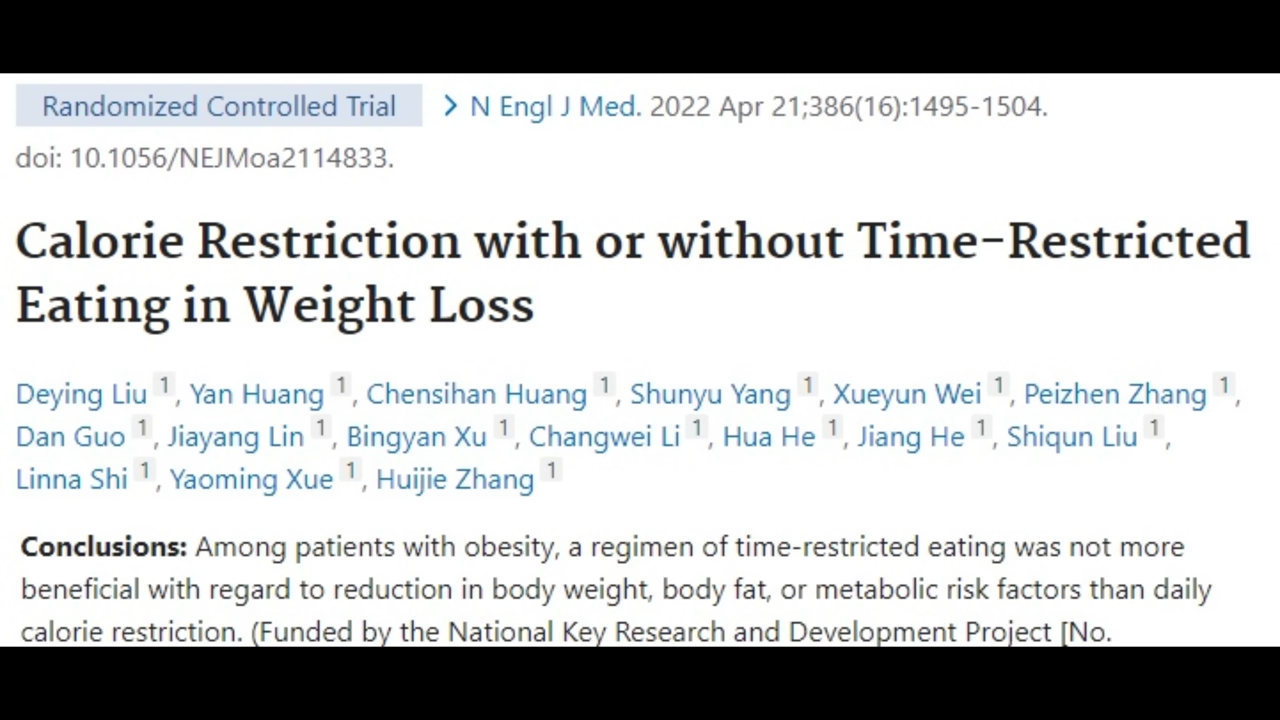 Randomized Controlled Trial > N Engl J Med. 2022 Apr 21;386(16):1495-1504.
doi: 10.1056/NEJMoa2114833.
Calorie Restriction with or without Time-Restricted
Eating in Weight Loss
Deying Liu 1, Yan Huang 1, Chensihan Huang 1, Shunyu Yang 1, Xueyun Wei 1, Peizhen Zhang 1,
Dan Guo 1, Jiayang Lin 1, Bingyan Xu 1, Changwei Li 1, Hua He 1, Jiang He 1, Shiqun Liu 1,
Linna Shi 1, Yaoming Xue 1, Huijie Zhang 1
Conclusions: Among patients with obesity, a regimen of time-restricted eating was not more
beneficial with regard to reduction in body weight, body fat, or metabolic risk factors than daily
calorie restriction. (Funded by the National Key Research and Development Project [No.